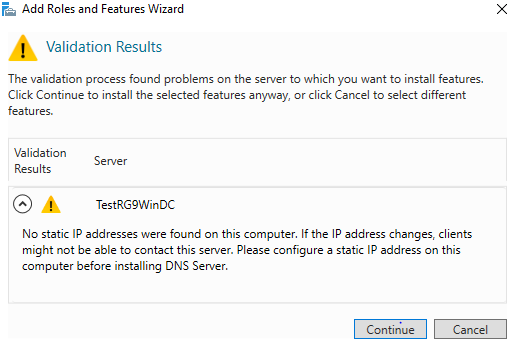 Add Roles and Features Wizard
Validation Results
The validation process found problems on the server to which you want to install features.
Click Continue to install the selected features anyway, or click Cancel to select different
features.
Validation
Results
Server
TestRG9WinDC
No static IP addresses were found on this computer. If the IP address changes, clients
might not be able to contact this server. Please configure a static IP address on this
computer before installing DNS Server.
Continue
Cancel